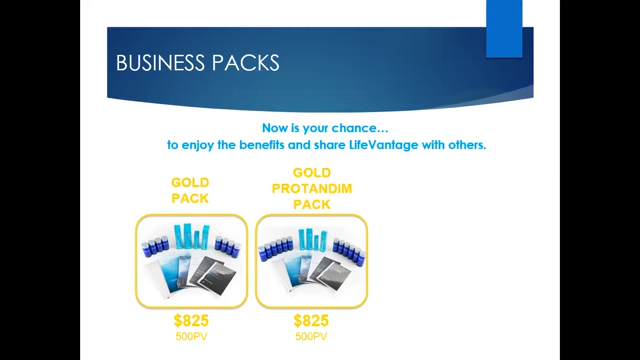 BUSINESS PACKS
Now is your chance…
to enjoy the benefits and share LifeVantage with others.
GOLD
PACK
GOLD
PROTANDIM
PACK
$825
500PV
$825
500PV